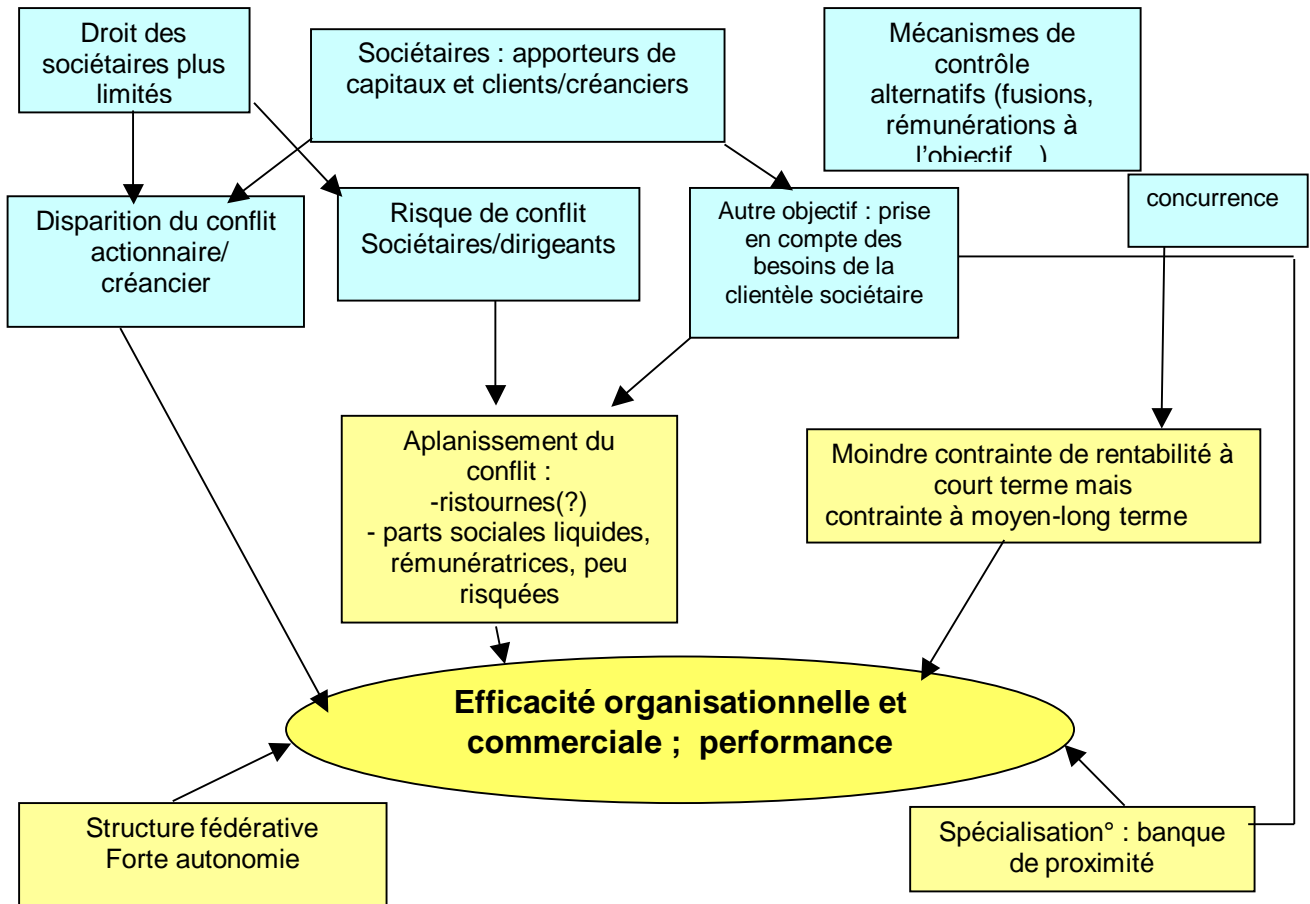 Droit des
sociétaires plus
limités
Sociétaires : apporteurs de
capitaux et clients/créanciers
Mécanismes de
contrôle
alternatifs (fusions,
rémunérations à
l'objectif…)
concurrence
Disparition du conflit
actionnaire/
créancier
Risque de conflit
Sociétaires/dirigeants
Autre objectif : prise
en compte des
besoins de la
clientèle sociétaire
Aplanissement du
conflit :
-ristournes(?)
- parts sociales liquides,
rémunératrices, peu
risquées
Moindre contrainte de rentabilité à
court terme mais
contrainte à moyen-long terme
Efficacité organisationnelle et
commerciale ; performance
Structure fédérative
Forte autonomie
Spécialisation° : banque
de proximité